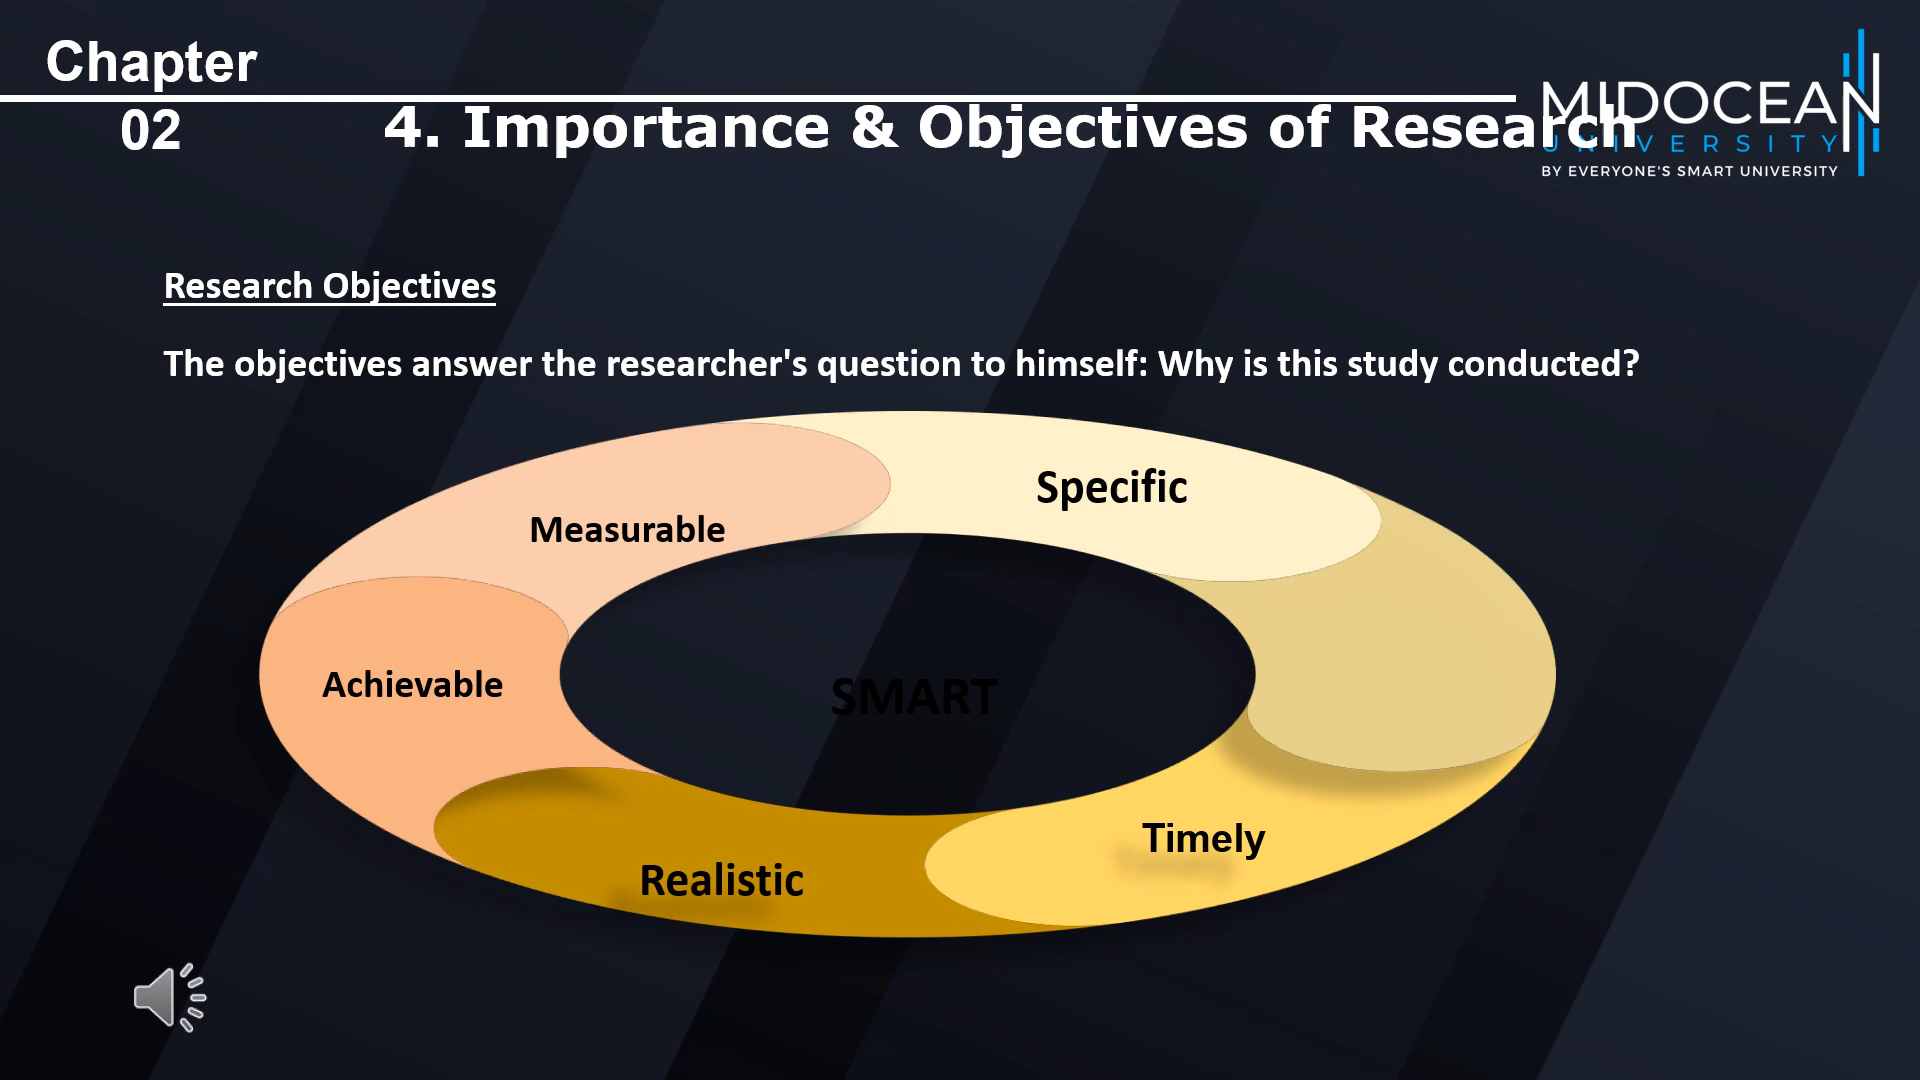 Chapter
02
4. Importance & Objectives of Research
MIDOCEAN
UNIVERSITY
BY EVERYONE'S SMART UNIVERSITY
Research Objectives
The objectives answer the researcher's question to himself: Why is this study conducted?
Specific
Measurable
Achievable
SMART
Timely
Realistic